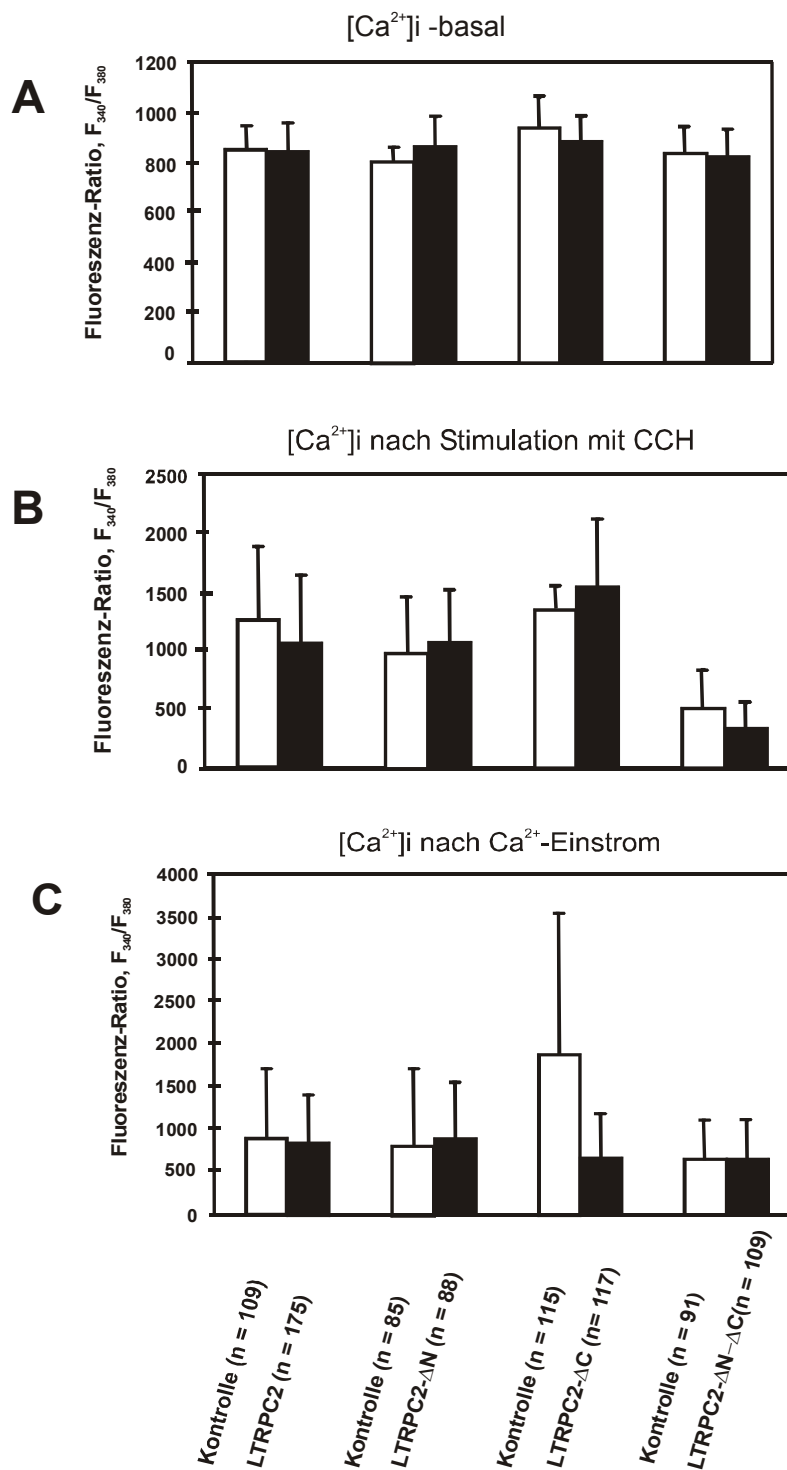 [Ca²⁺]i -basal
A
Fluoreszenz-Ratio, F₃₄₀/F₃₈₀
1200
1000
800
600
400
200
0
[Ca²⁺]i nach Stimulation mit CCH
B
Fluoreszenz-Ratio, F₃₄₀/F₃₈₀
2500
2000
1500
1000
500
0
[Ca²⁺]i nach Ca²⁺-Einstrom
C
Fluoreszenz-Ratio, F₃₄₀/F₃₈₀
4000
3500
3000
2500
2000
1500
1000
500
0
Kontrolle (n = 109)
LTRPC2 (n = 175)
Kontrolle (n = 85)
LTRPC2-ΔN (n = 88)
Kontrolle (n = 115)
LTRPC2-ΔC (n= 117)
Kontrolle (n = 91)
LTRPC2-ΔN–ΔC(n = 109)